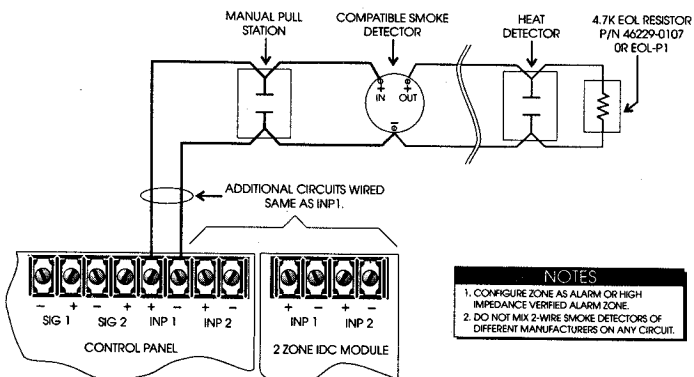 MANUAL PULL
STATION
COMPATIBLE SMOKE
DETECTOR
HEAT
DETECTOR
4.7K EOL RESISTOR
P/N 46229-0107
0R EOL-P1
IN
OUT
+
+
−
ADDITIONAL CIRCUITS WIRED
SAME AS INP1.
− + − + + − + −
SIG 1 SIG 2 INP 1 INP 2
CONTROL PANEL
+ − + −
INP 1 INP 2
2 ZONE IDC MODULE
NOTES
1. CONFIGURE ZONE AS ALARM OR HIGH
IMPEDANCE VERIFIED ALARM ZONE.
2. DO NOT MIX 2-WIRE SMOKE DETECTORS OF
DIFFERENT MANUFACTURERS ON ANY CIRCUIT.